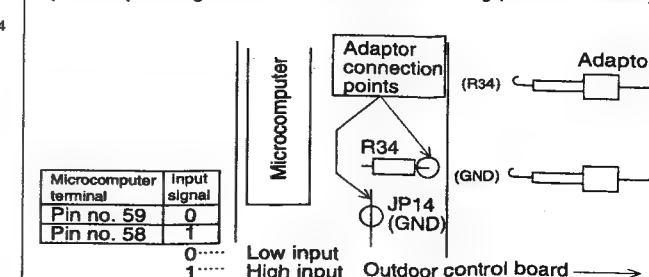 4
Adaptor
connection
points
Microcomputer
(R34)
Adapto
R34
(GND)
JP14
(GND)
Microcomputer terminal | Input signal
Pin no. 59 | 0
Pin no. 58 | 1
0····· Low input
1····· High input
Outdoor control board